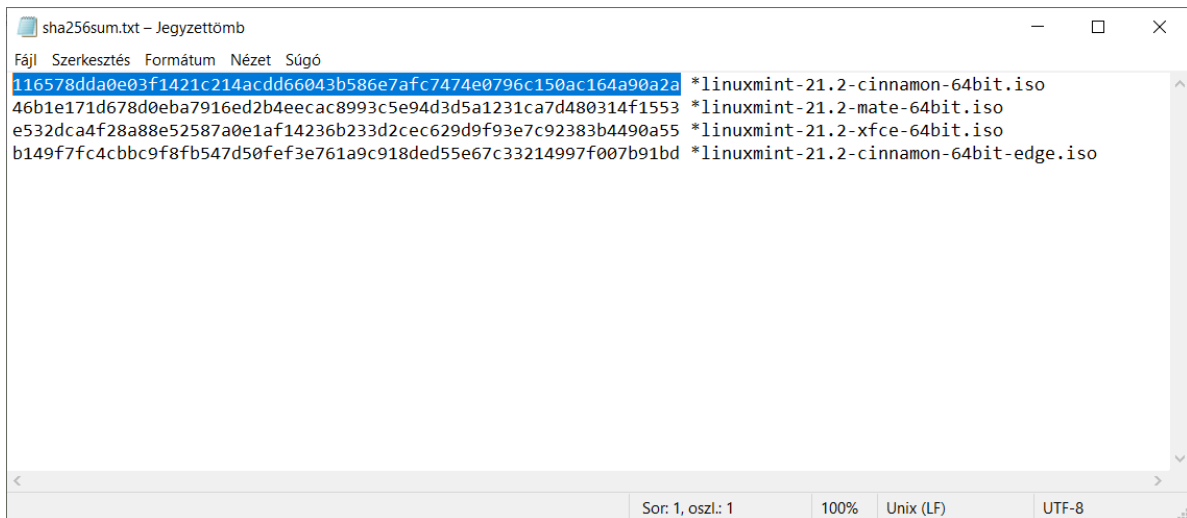 sha256sum.txt – Jegyzettömb
Fájl Szerkesztés Formátum Nézet Súgó
116578dda0e03f1421c214acdd66043b586e7afc7474e0796c150ac164a90a2a *linuxmint-21.2-cinnamon-64bit.iso
46b1e171d678d0eba7916ed2b4eecac8993c5e94d3d5a1231ca7d480314f1553 *linuxmint-21.2-mate-64bit.iso
e532dca4f28a88e52587a0e1af14236b233d2cec629d9f93e7c92383b4490a55 *linuxmint-21.2-xfce-64bit.iso
b149f7fc4cbbc9f8fb547d50fef3e761a9c918ded55e67c33214997f007b91bd *linuxmint-21.2-cinnamon-64bit-edge.iso
Sor: 1, oszl.: 1 100% Unix (LF) UTF-8